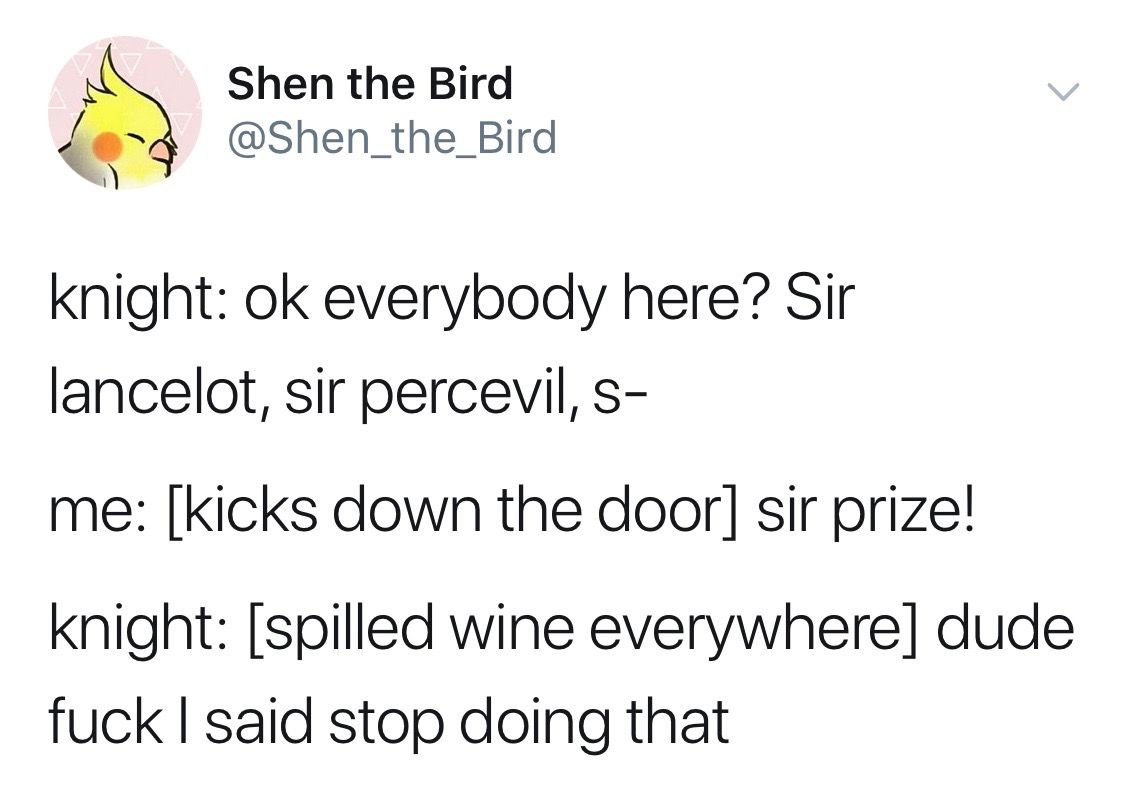 Shen the Bird
@Shen_the_Bird
knight: ok everybody here? Sir
lancelot, sir percevil, s-
me: [kicks down the door] sir prize!
knight: [spilled wine everywhere] dude
fuck I said stop doing that